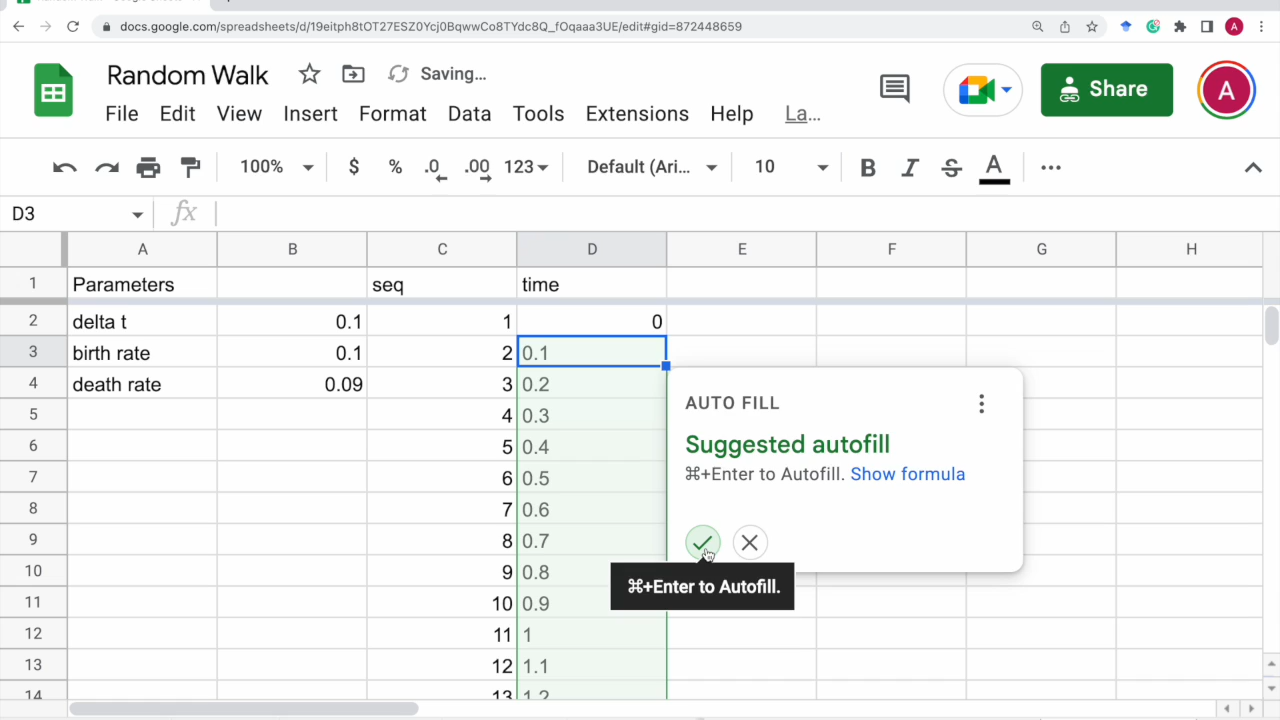 docs.google.com/spreadsheets/d/19eitph8tOT27ESZ0Ycj0BqwwCo8TYdc8Q_fOqaaa3UE/edit#gid=872448659
A
Random Walk Saving...
File Edit View Insert Format Data Tools Extensions Help La...
Share
A
100% $ % .0 .00 123 Default (Ari... 10 B I S A
D3 fx
A B C D E F G H
1 Parameters seq time
2 delta t 0.1 1 0
3 birth rate 0.1 2 0.1
4 death rate 0.09 3 0.2
5 4 0.3
6 5 0.4
7 6 0.5
8 7 0.6
9 8 0.7
10 9 0.8
11 10 0.9
12 11 1
13 12 1.1
14 13 1.2
AUTO FILL
Suggested autofill
⌘+Enter to Autofill. Show formula
⌘+Enter to Autofill.